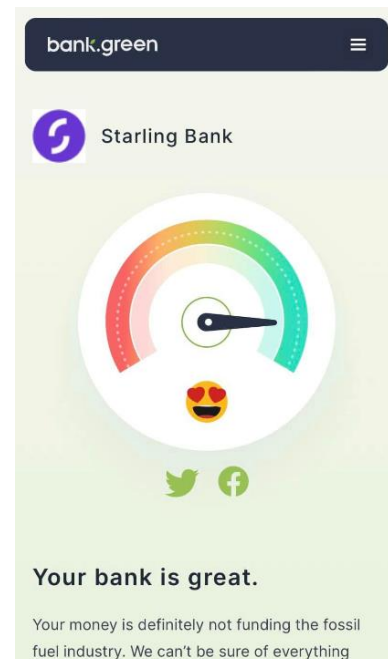 bank.green
Starling Bank
Your bank is great.
Your money is definitely not funding the fossil
fuel industry. We can't be sure of everything